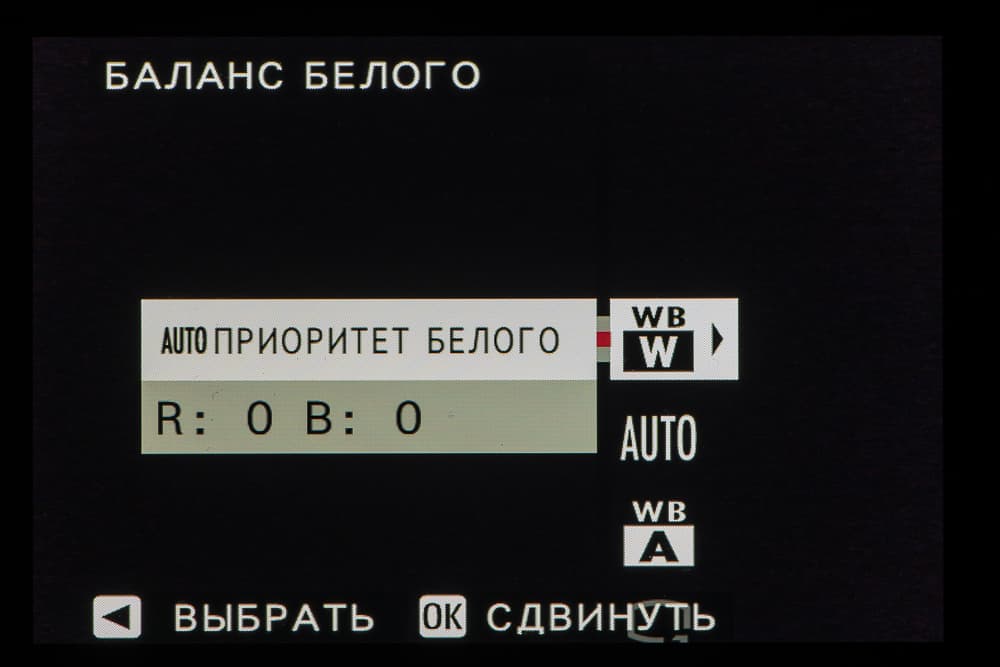 БАЛАНС БЕЛОГО
AUTO ПРИОРИТЕТ БЕЛОГО
WB
W
R: 0 B: 0
AUTO
WB
A
ВЫБРАТЬ OK СДВИНУТЬ